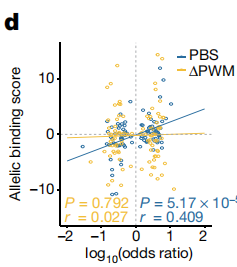 d
PBS
ΔPWM
Allelic binding score
10
0
−10
P = 0.792 P = 5.17 × 10⁻⁵
r = 0.027 r = 0.409
−2 −1 0 1 2
log₁₀(odds ratio)